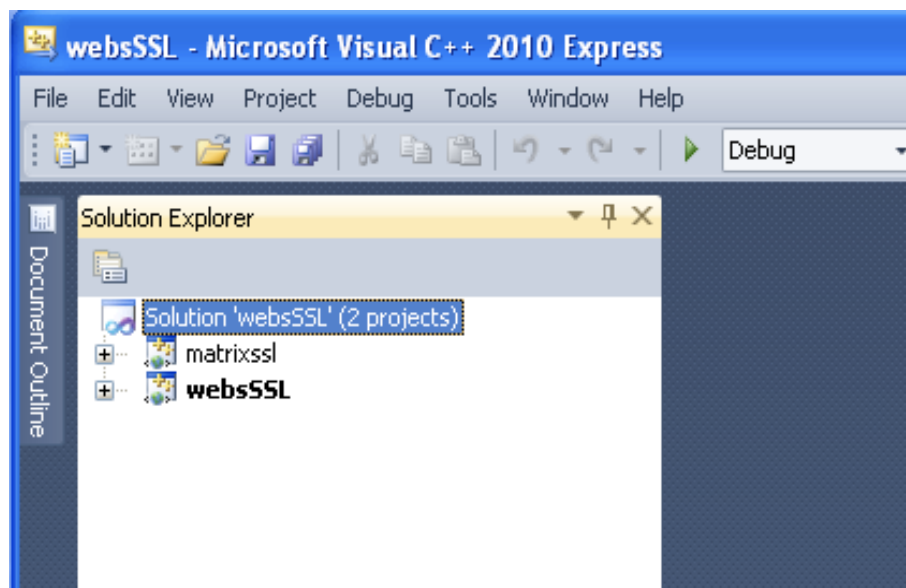 websSSL - Microsoft Visual C++ 2010 Express
File Edit View Project Debug Tools Window Help
Debug
Document Outline
Solution Explorer
Solution 'websSSL' (2 projects)
matrixssl
websSSL